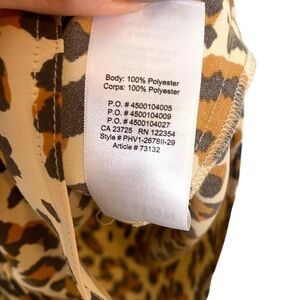 Body: 100% Polyester
Corps: 100% Polyester
P.O. # 4500104005
P.O. # 4500104009
P.O. # 4500104027
CA 23725 RN 122354
Style # PHV1-2678II-29
Article # 73132